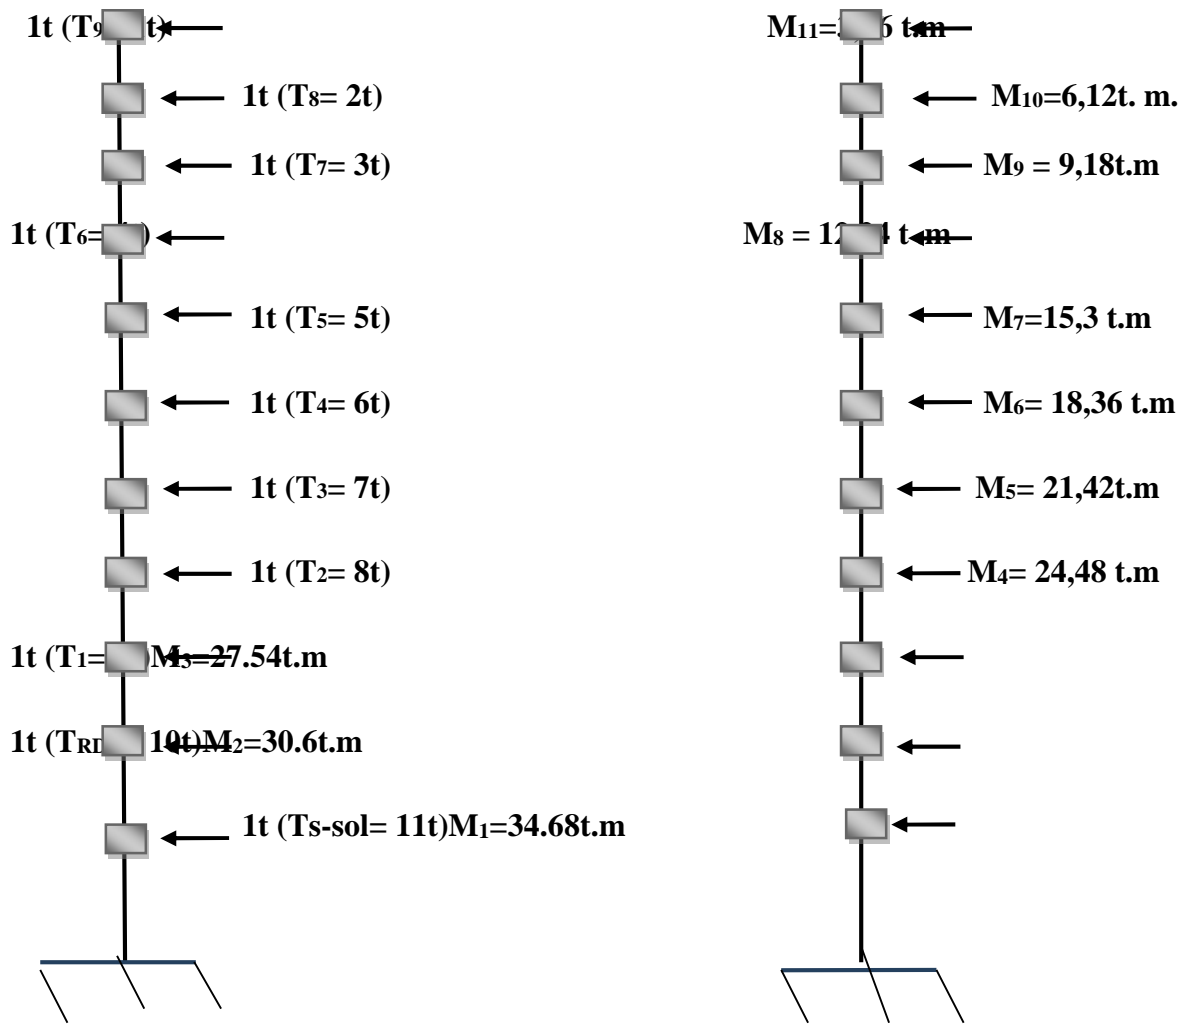 1t (T9 t)
M11= 6 t.m
1t (T8= 2t)
M10=6,12t. m.
1t (T7= 3t)
M9 = 9,18t.m
1t (T6= )
M8 = 12 4 t .m
1t (T5= 5t)
M7=15,3 t.m
1t (T4= 6t)
M6= 18,36 t.m
1t (T3= 7t)
M5= 21,42t.m
1t (T2= 8t)
M4= 24,48 t.m
1t (T1= )M3=27.54t.m
1t (TRD 10t)M2=30.6t.m
1t (Ts-sol= 11t)M1=34.68t.m